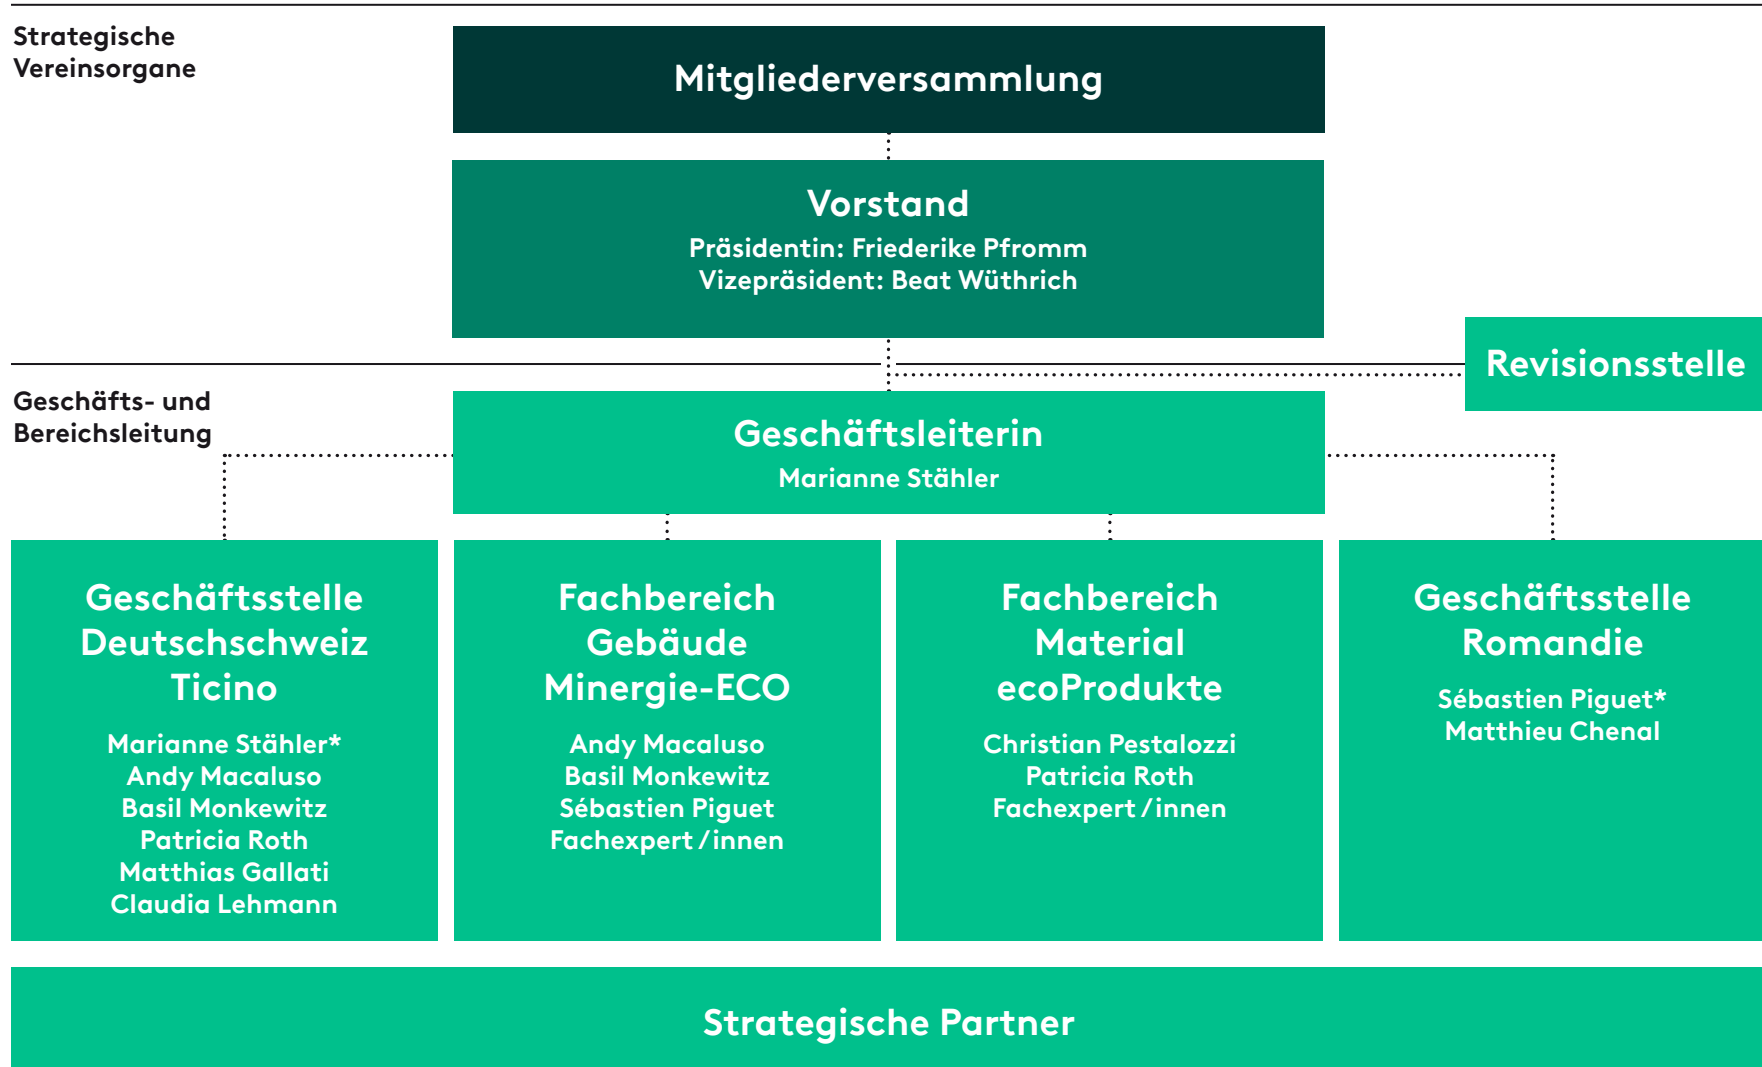 Strategische
Vereinsorgane
Mitgliederversammlung
Vorstand
Präsidentin: Friederike Pfromm
Vizepräsident: Beat Wüthrich
Revisionsstelle
Geschäfts- und
Bereichsleitung
Geschäftsleiterin
Marianne Stähler
Geschäftsstelle
Deutschschweiz
Ticino
Marianne Stähler*
Andy Macaluso
Basil Monkewitz
Patricia Roth
Matthias Gallati
Claudia Lehmann
Fachbereich
Gebäude
Minergie-ECO
Andy Macaluso
Basil Monkewitz
Sébastien Piguet
Fachexpert/innen
Fachbereich
Material
ecoProdukte
Christian Pestalozzi
Patricia Roth
Fachexpert/innen
Geschäftsstelle
Romandie
Sébastien Piguet*
Matthieu Chenal
Strategische Partner